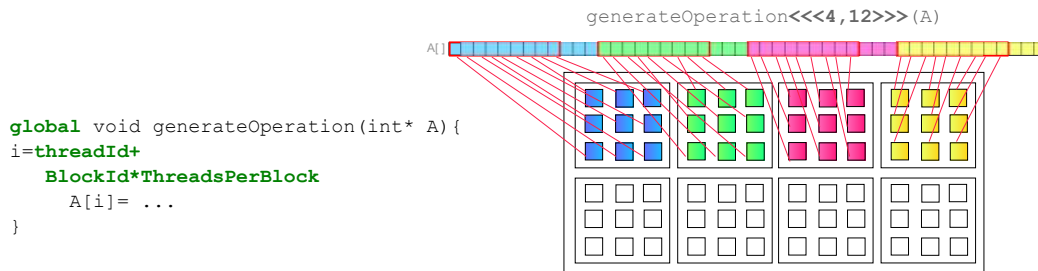 generateOperation<<<4,12>>>(A)
A[]
global void generateOperation(int* A){
i=threadId+
BlockId*ThreadsPerBlock
A[i]= ...
}